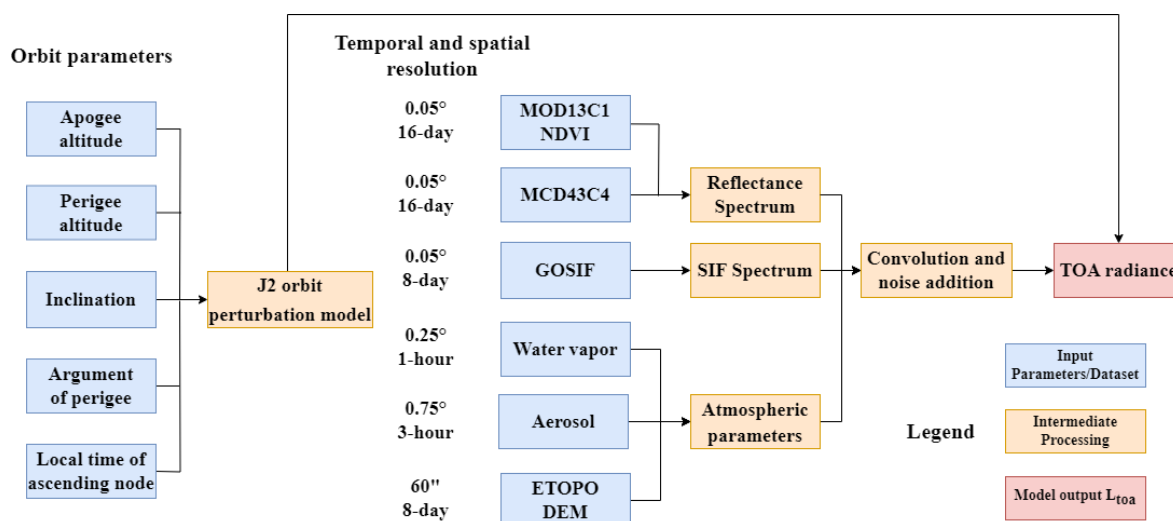 Orbit parameters
Apogee
altitude
Perigee
altitude
Inclination
Argument
of perigee
Local time of
ascending node
J2 orbit
perturbation model
Temporal and spatial
resolution
0.05°
16-day
0.05°
16-day
0.05°
8-day
0.25°
1-hour
0.75°
3-hour
60"
8-day
MOD13C1
NDVI
MCD43C4
GOSIF
Water vapor
Aerosol
ETOPO
DEM
Reflectance
Spectrum
SIF Spectrum
Atmospheric
parameters
Convolution and
noise addition
TOA radiance
Legend
Input
Parameters/Dataset
Intermediate
Processing
Model output Ltoa